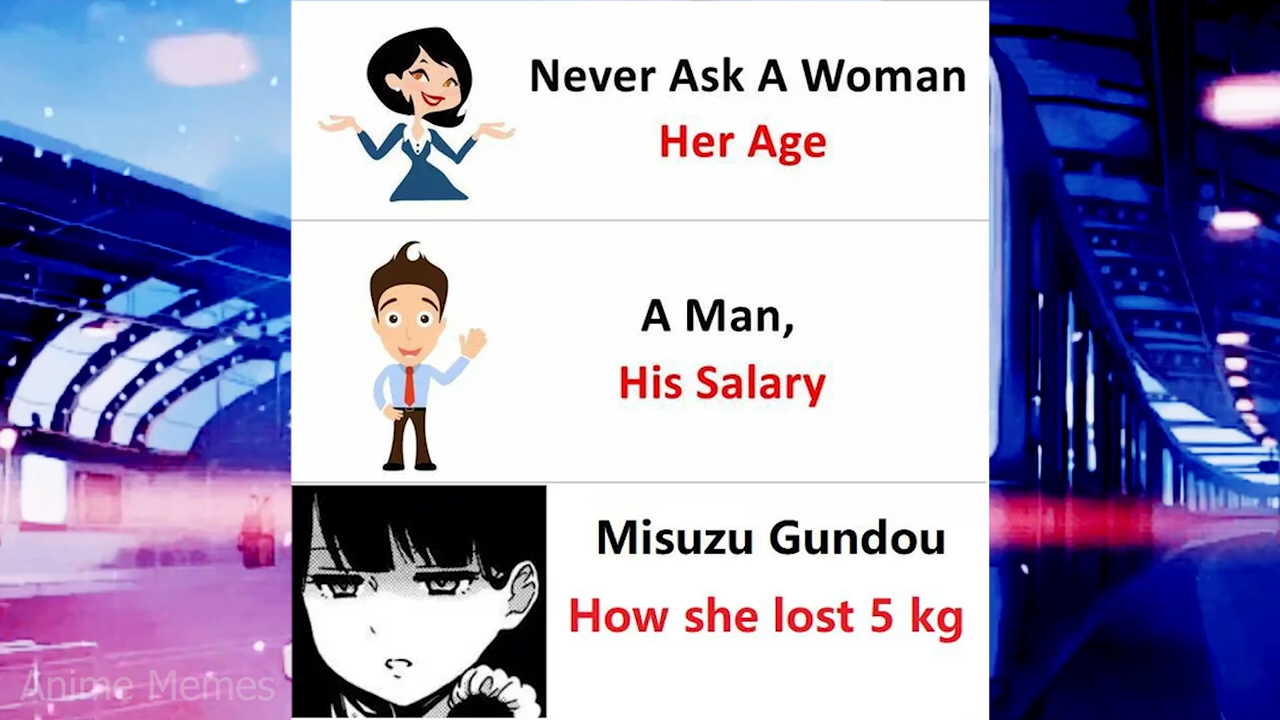 Never Ask A Woman
Her Age
A Man,
His Salary
Misuzu Gundou
How she lost 5 kg
Anime Memes